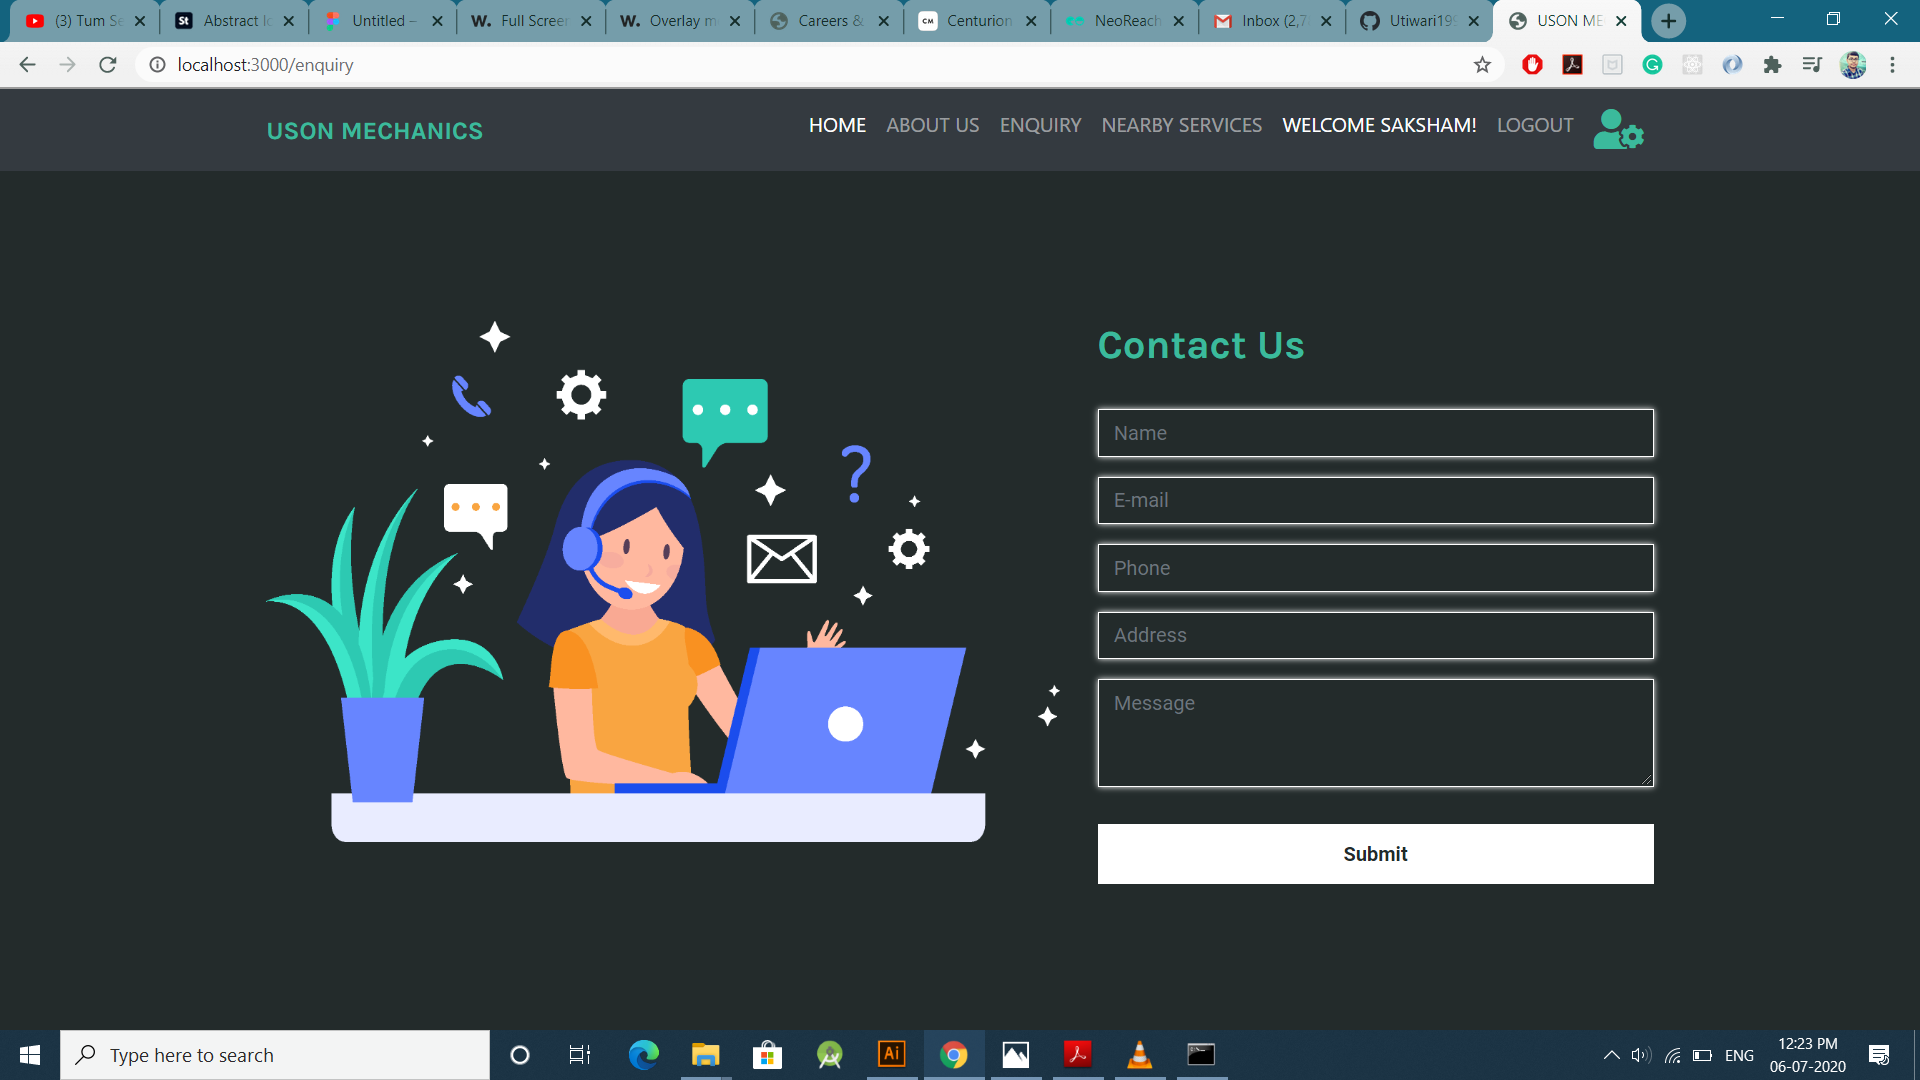 (3) Tum Se
Abstract Ic
Untitled –
Full Screen
Overlay m
Careers &
Centurion
NeoReach
Inbox (2,7
Utiwari199
USON ME
localhost:3000/enquiry
USON MECHANICS
HOME
ABOUT US
ENQUIRY
NEARBY SERVICES
WELCOME SAKSHAM!
LOGOUT
Contact Us
Name
E-mail
Phone
Address
Message
Submit
Type here to search
Ai
ENG
12:23 PM
06-07-2020